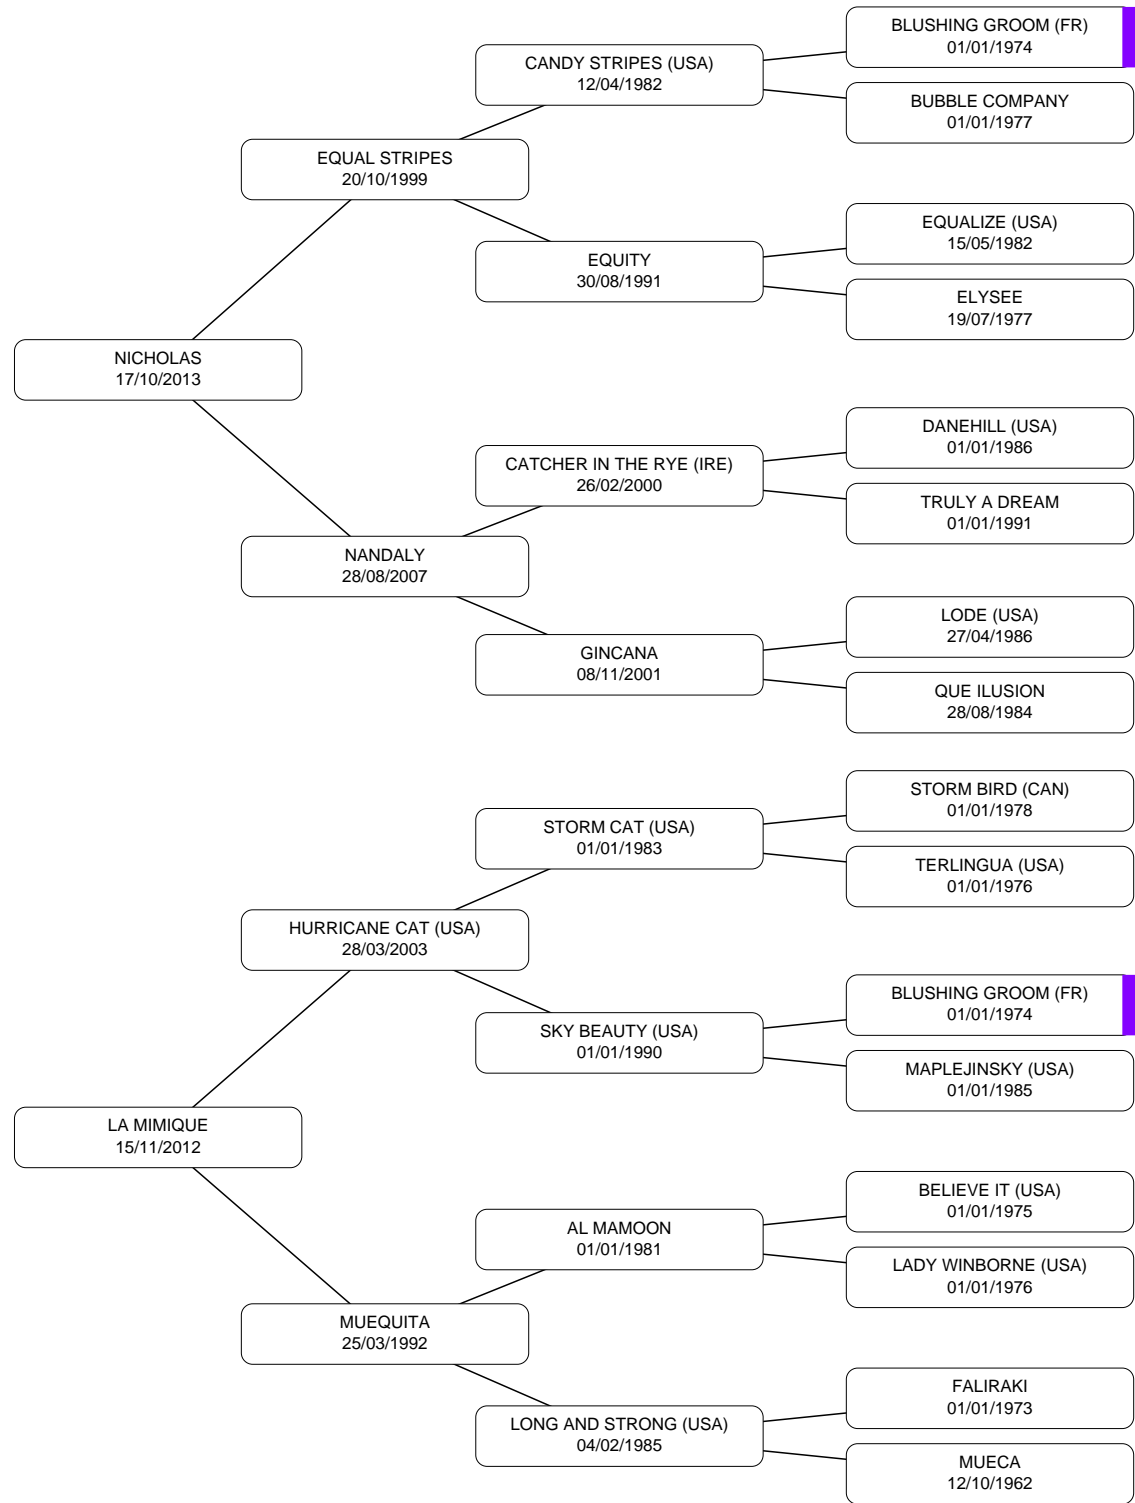 BLUSHING GROOM (FR)
01/01/1974
CANDY STRIPES (USA)
12/04/1982
BUBBLE COMPANY
01/01/1977
EQUAL STRIPES
20/10/1999
EQUALIZE (USA)
15/05/1982
EQUITY
30/08/1991
ELYSEE
19/07/1977
NICHOLAS
17/10/2013
DANEHILL (USA)
01/01/1986
CATCHER IN THE RYE (IRE)
26/02/2000
TRULY A DREAM
01/01/1991
NANDALY
28/08/2007
LODE (USA)
27/04/1986
GINCANA
08/11/2001
QUE ILUSION
28/08/1984
STORM BIRD (CAN)
01/01/1978
STORM CAT (USA)
01/01/1983
TERLINGUA (USA)
01/01/1976
HURRICANE CAT (USA)
28/03/2003
BLUSHING GROOM (FR)
01/01/1974
SKY BEAUTY (USA)
01/01/1990
MAPLEJINSKY (USA)
01/01/1985
LA MIMIQUE
15/11/2012
BELIEVE IT (USA)
01/01/1975
AL MAMOON
01/01/1981
LADY WINBORNE (USA)
01/01/1976
MUEQUITA
25/03/1992
FALIRAKI
01/01/1973
LONG AND STRONG (USA)
04/02/1985
MUECA
12/10/1962